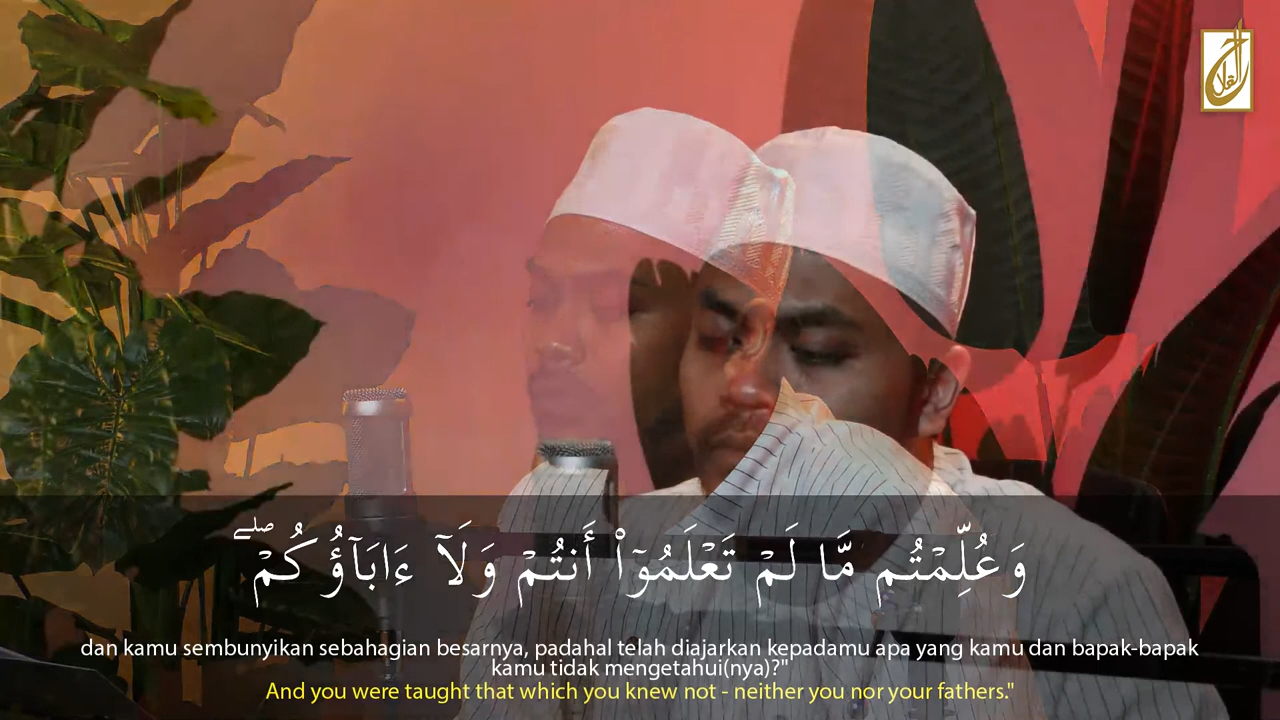 وَعُلِّمْتُم مَّا لَمْ تَعْلَمُوٓا۟ أَنتُمْ وَلَآ ءَابَآؤُكُمْ ۖ
dan kamu sembunyikan sebahagian besarnya, padahal telah diajarkan kepadamu apa yang kamu dan bapak-bapak
kamu tidak mengetahui(nya)?"
And you were taught that which you knew not - neither you nor your fathers."